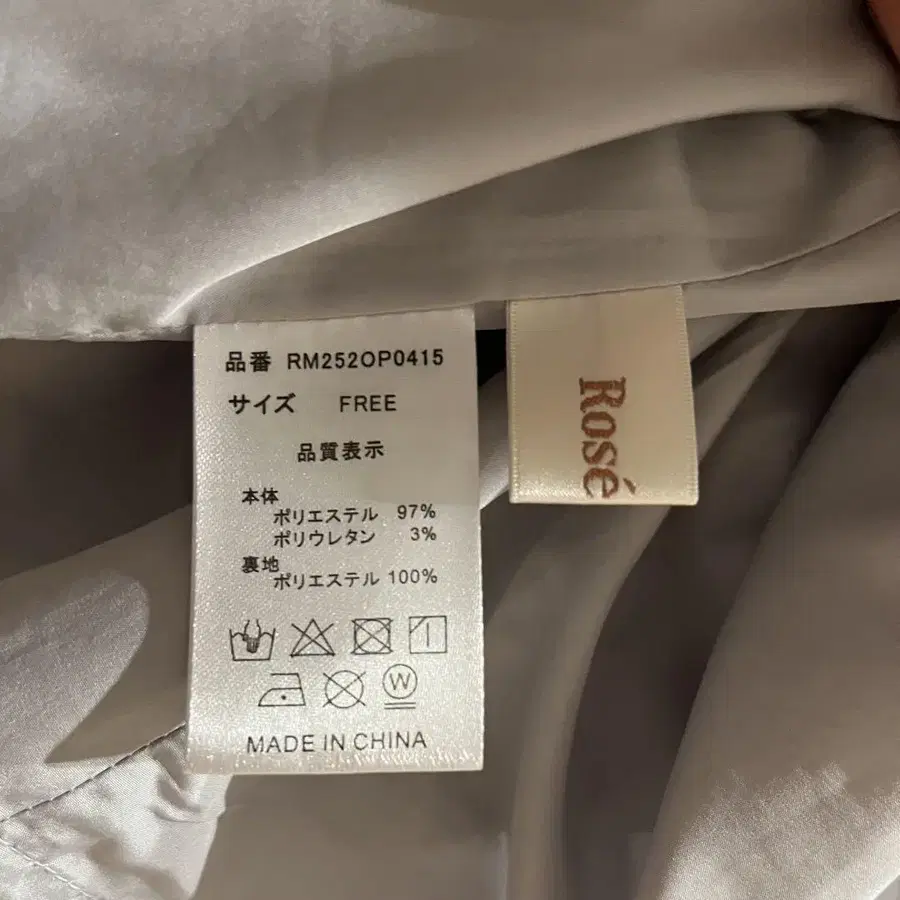 品番 RM252OP0415
サイズ FREE
品質表示
本体
ポリエステル 97%
ポリウレタン 3%
裏地
ポリエステル 100%
W
MADE IN CHINA
Rosé